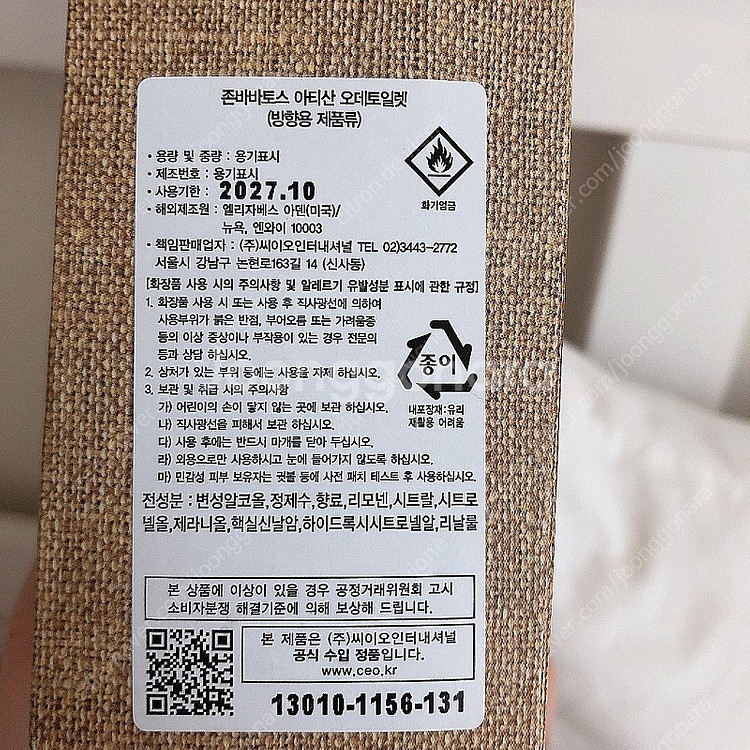 존바바토스 아티산 오데토일렛
(방향용 제품류)
• 용량 및 중량 : 용기표시
• 제조번호 : 용기표시
• 사용기한 : 2027.10
• 해외제조원 : 엘리자베스 아덴(미국)/
뉴욕, 엔와이 10003
화기엄금
• 책임판매업자 : (주)씨이오인터내셔널 TEL 02)3443-2772
서울시 강남구 논현로163길 14 (신사동)
[화장품 사용 시의 주의사항 및 알레르기 유발성분 표시에 관한 규정]
1. 화장품 사용 시 또는 사용 후 직사광선에 의하여
사용부위가 붉은 반점, 부어오름 또는 가려움증
등의 이상 증상이나 부작용이 있는 경우 전문의
등과 상담 하십시오.
2. 상처가 있는 부위 등에는 사용을 자제 하십시오.
3. 보관 및 취급 시의 주의사항
가) 어린이의 손이 닿지 않는 곳에 보관 하십시오.
나) 직사광선을 피해서 보관 하십시오.
다) 사용 후에는 반드시 마개를 닫아 두십시오.
라) 외용으로만 사용하시고 눈에 들어가지 않도록 하십시오.
마) 민감성 피부 보유자는 귓볼 등에 사전 패치 테스트 후 사용하십시오.
종이
내포장재:유리
재활용 어려움
전성분 : 변성알코올,정제수,향료,리모넨,시트랄,시트로
넬올,제라니올,핵실신남알,하이드록시시트로넬알,리날룰
본 상품에 이상이 있을 경우 공정거래위원회 고시
소비자분쟁 해결기준에 의해 보상해 드립니다.
본 제품은 (주)씨이오인터내셔널
공식 수입 정품입니다.
www.ceo.kr
13010-1156-131
joonggonara